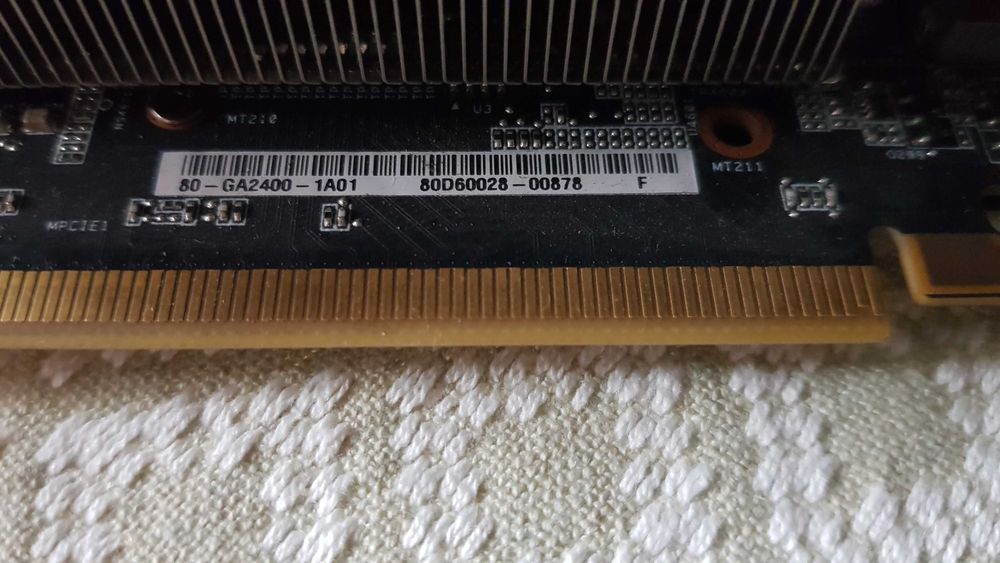 U3
MT210
MT211
80-GA2400-1A01 80D60028-00878 F
MPCIE1